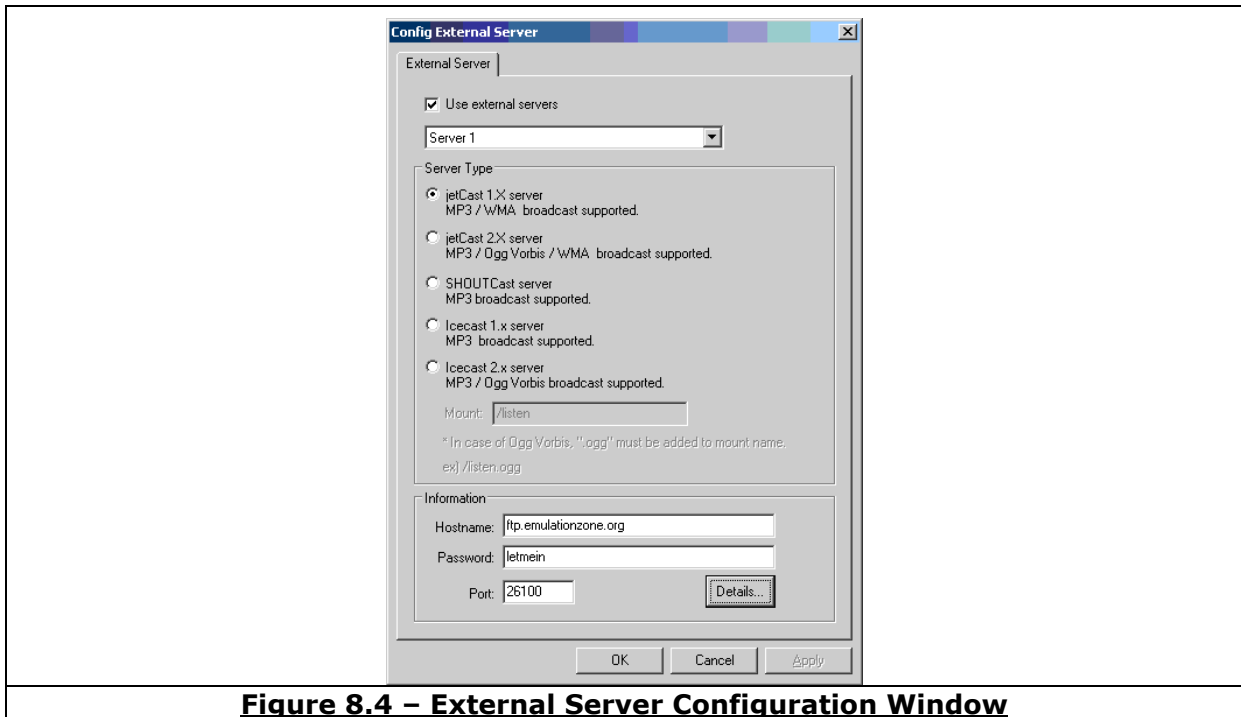 Config External Server
External Server
Use external servers
Server 1
Server Type
jetCast 1.X server
MP3 / WMA broadcast supported.
jetCast 2.X server
MP3 / Ogg Vorbis / WMA broadcast supported.
SHOUTCast server
MP3 broadcast supported.
Icecast 1.x server
MP3 broadcast supported.
Icecast 2.x server
MP3 / Ogg Vorbis broadcast supported.
Mount: /listen
* In case of Ogg Vorbis, ".ogg" must be added to mount name.
ex) /listen.ogg
Information
Hostname: ftp.emulationzone.org
Password: letmein
Port: 26100 Details...
OK Cancel Apply
Figure 8.4 – External Server Configuration Window